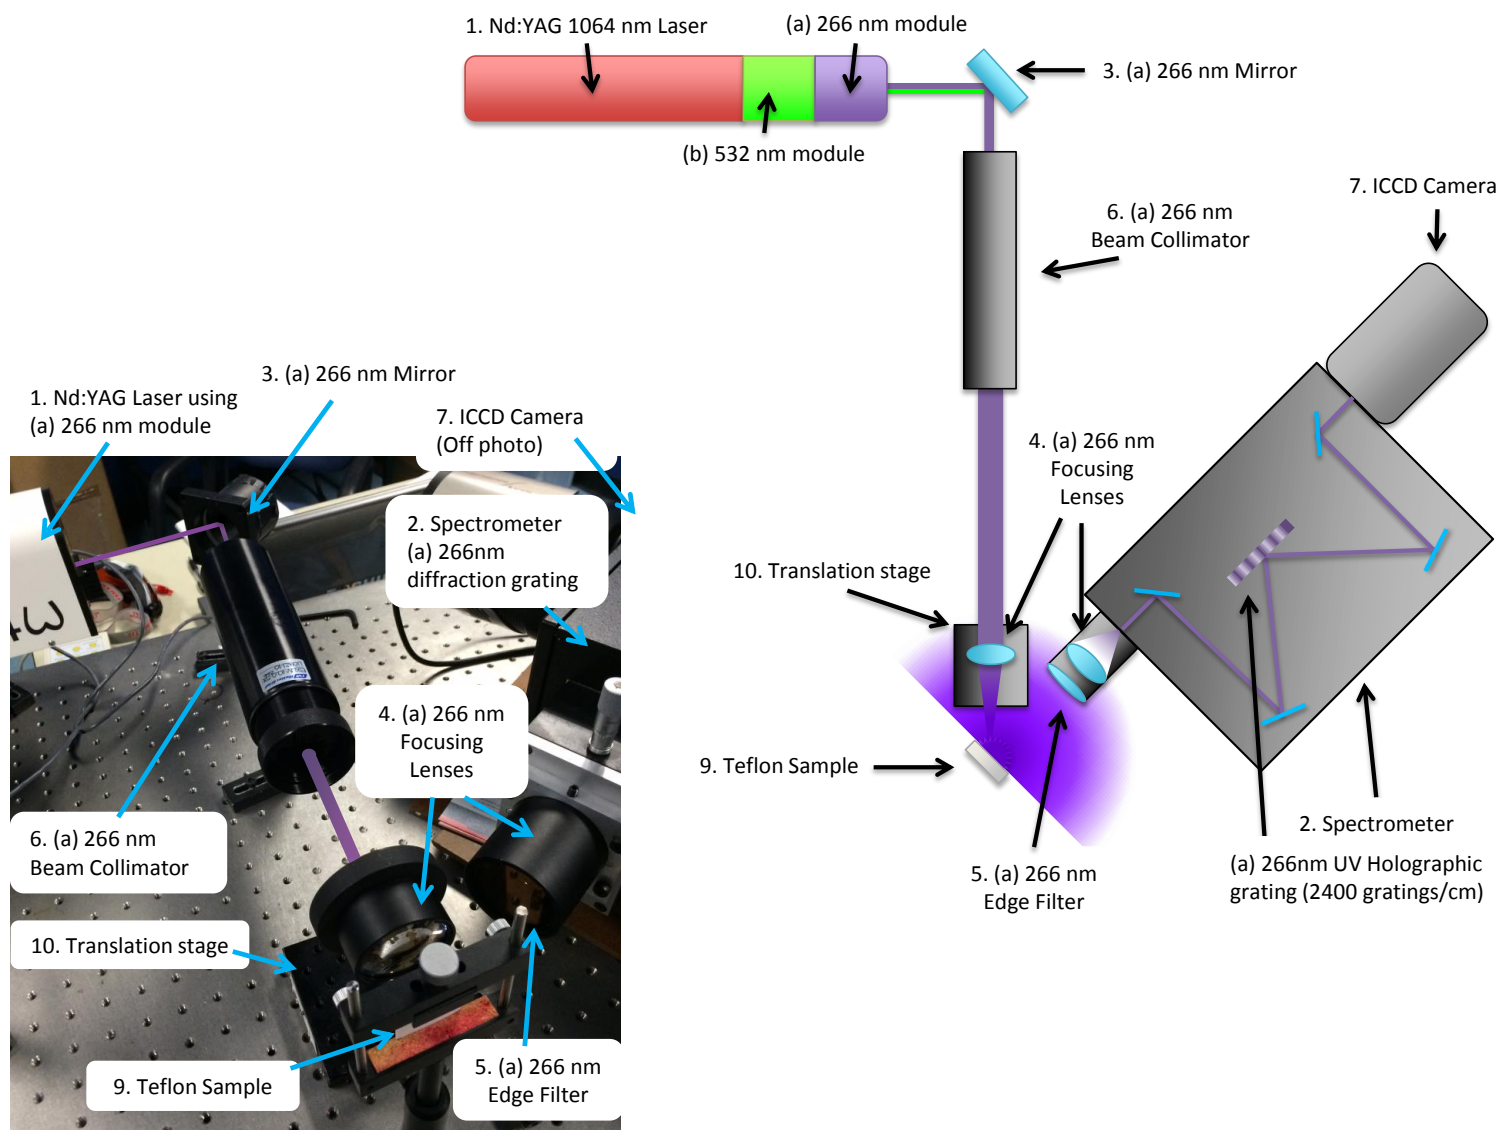 1. Nd:YAG 1064 nm Laser
(a) 266 nm module
3. (a) 266 nm Mirror
(b) 532 nm module
7. ICCD Camera
6. (a) 266 nm
Beam Collimator
4. (a) 266 nm
Focusing
Lenses
10. Translation stage
9. Teflon Sample
5. (a) 266 nm
Edge Filter
2. Spectrometer
(a) 266nm UV Holographic
grating (2400 gratings/cm)
3. (a) 266 nm Mirror
1. Nd:YAG Laser using
(a) 266 nm module
7. ICCD Camera
(Off photo)
2. Spectrometer
(a) 266nm
diffraction grating
4. (a) 266 nm
Focusing
Lenses
6. (a) 266 nm
Beam Collimator
10. Translation stage
9. Teflon Sample
5. (a) 266 nm
Edge Filter